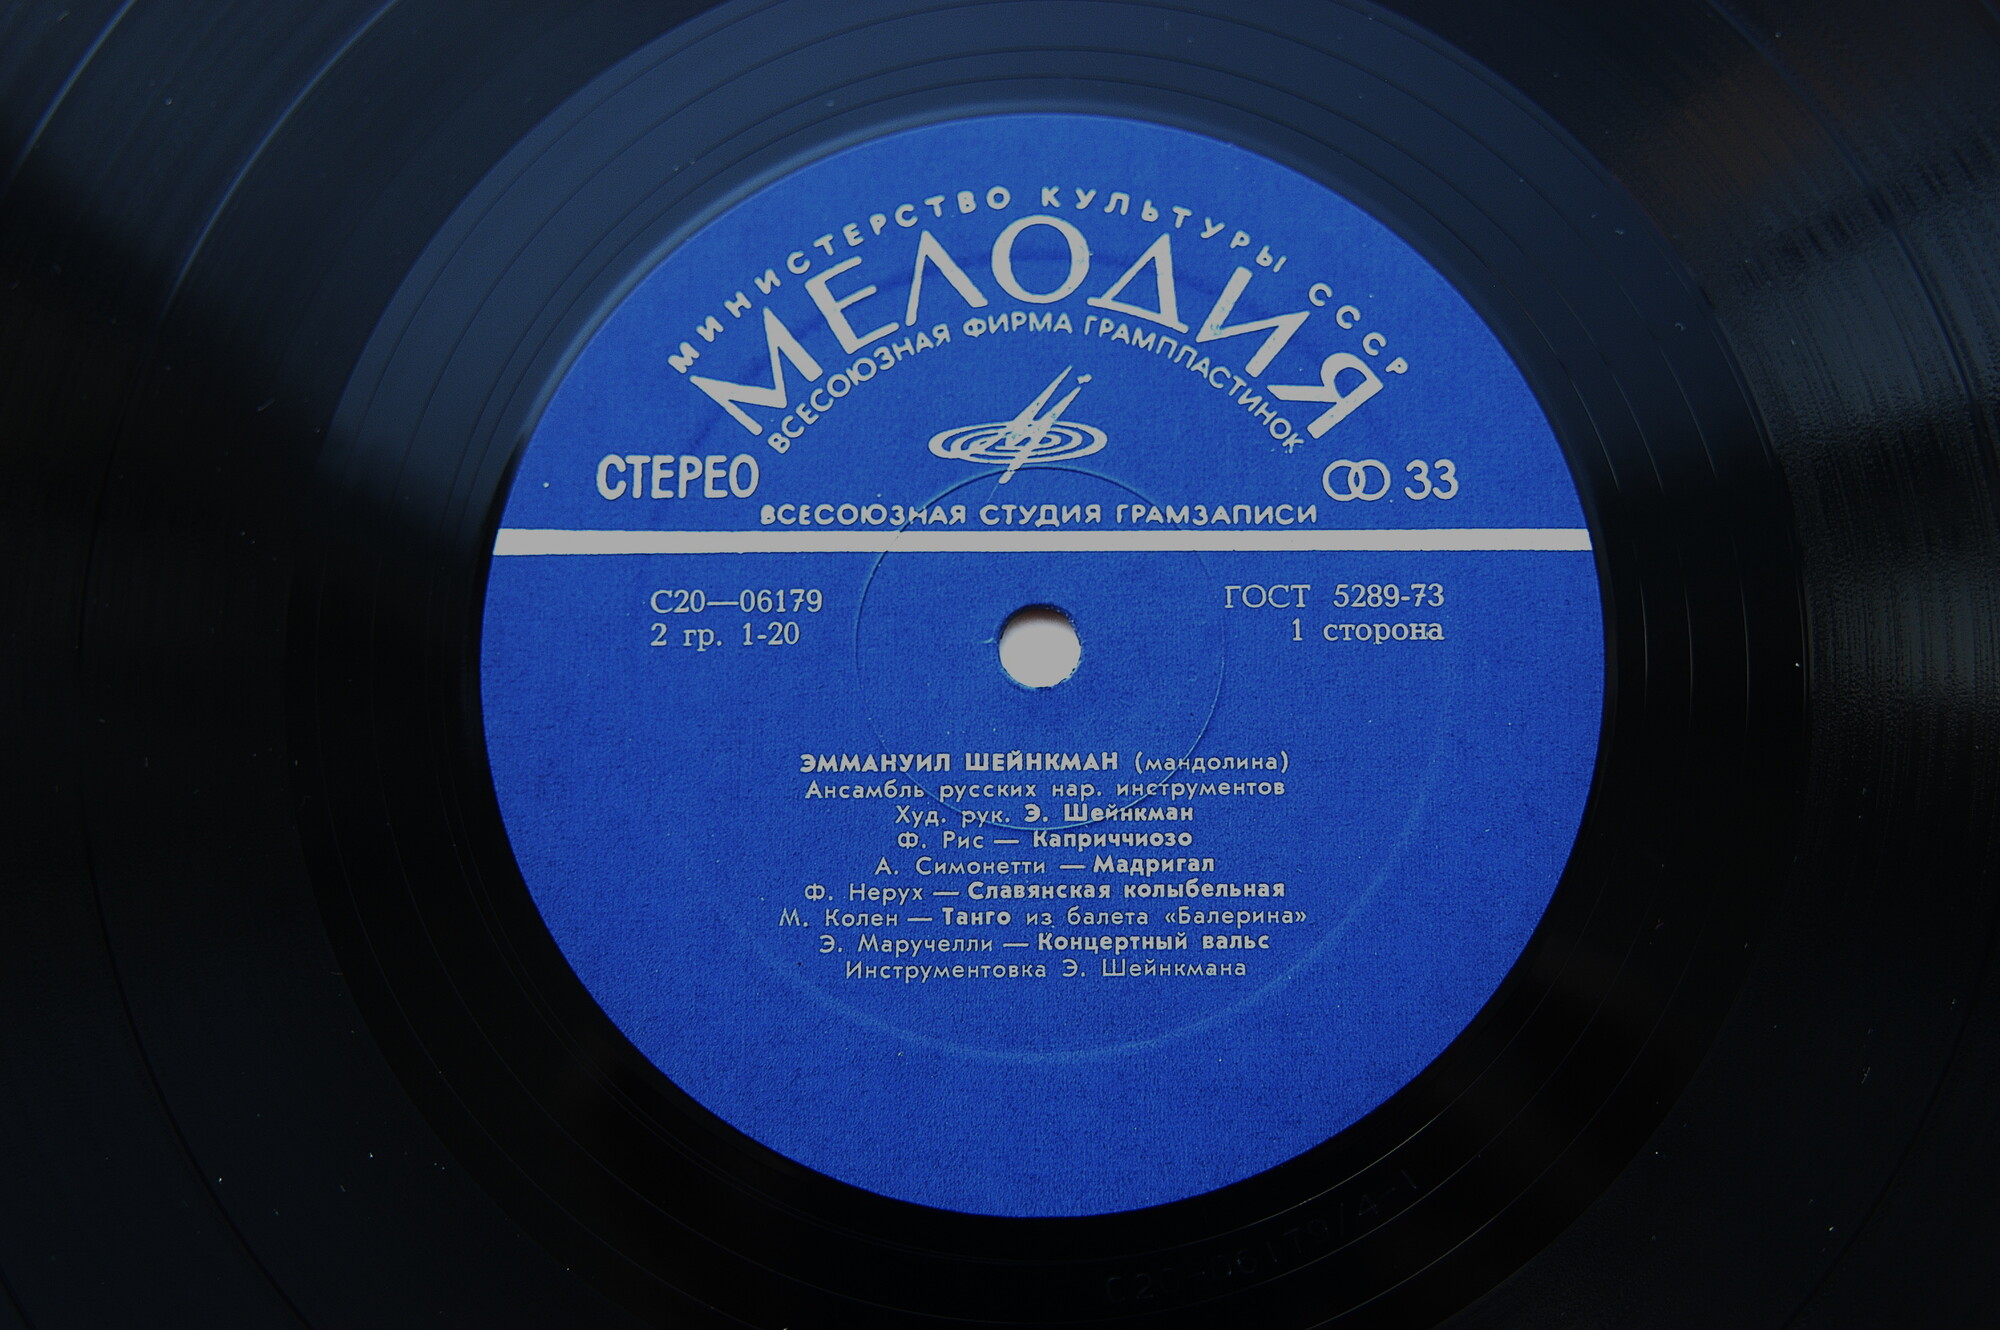 МИНИСТЕРСТВО КУЛЬТУРЫ СССР
МЕЛОДИЯ
ВСЕСОЮЗНАЯ ФИРМА ГРАМПЛАСТИНОК
СТЕРЕО
33
ВСЕСОЮЗНАЯ СТУДИЯ ГРАМЗАПИСИ
С20—06179
ГОСТ 5289-73
2 гр. 1-20
1 сторона
ЭММАНУИЛ ШЕЙНКМАН (мандолина)
Ансамбль русских нар. инструментов
Худ. рук. Э. Шейнкман
Ф. Рис — Каприччиозо
А. Симонетти — Мадригал
Ф. Нерух — Славянская колыбельная
М. Колен — Танго из балета «Балерина»
Э. Маручелли — Концертный вальс
Инструментовка Э. Шейнкмана